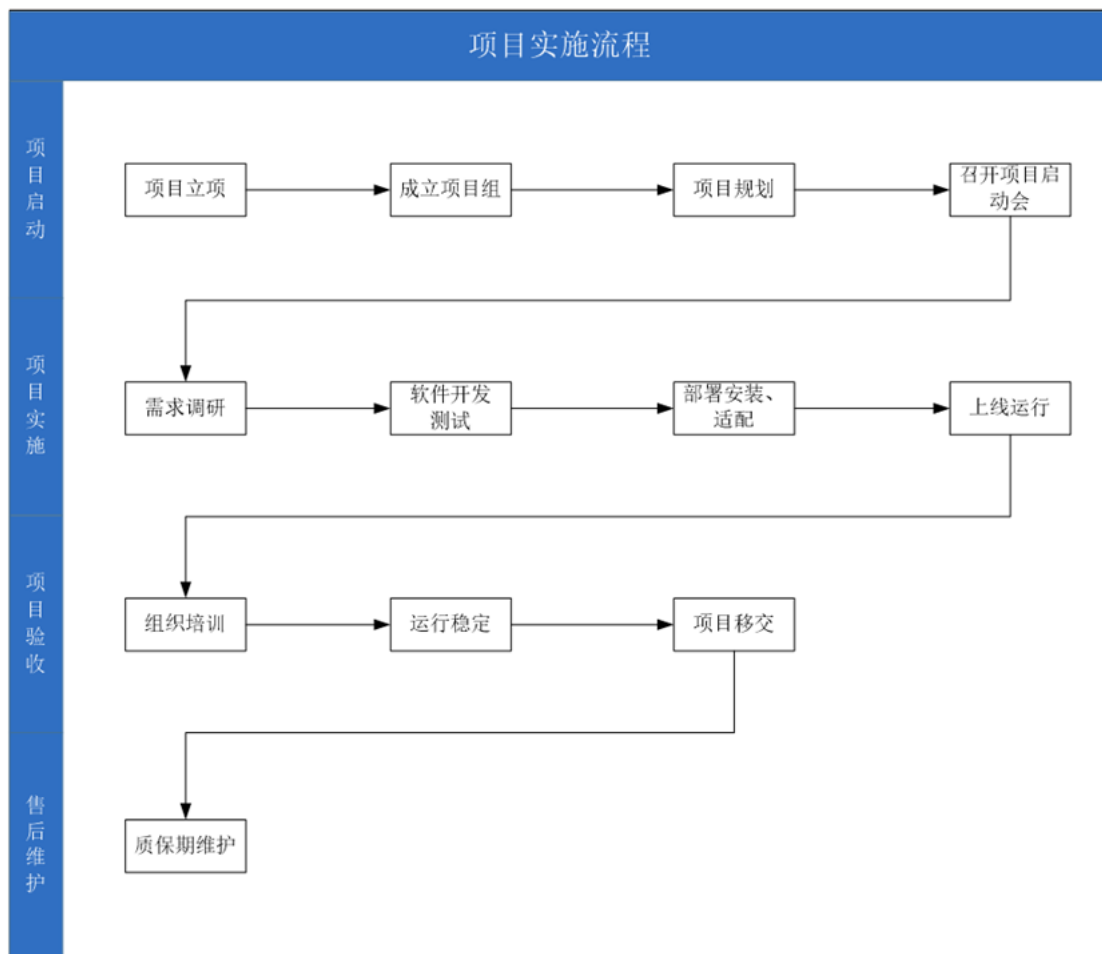 项目实施流程
项目启动
项目立项
成立项目组
项目规划
召开项目启
动会
项目实施
需求调研
软件开发
测试
部署安装、
适配
上线运行
项目验收
组织培训
运行稳定
项目移交
售后维护
质保期维护